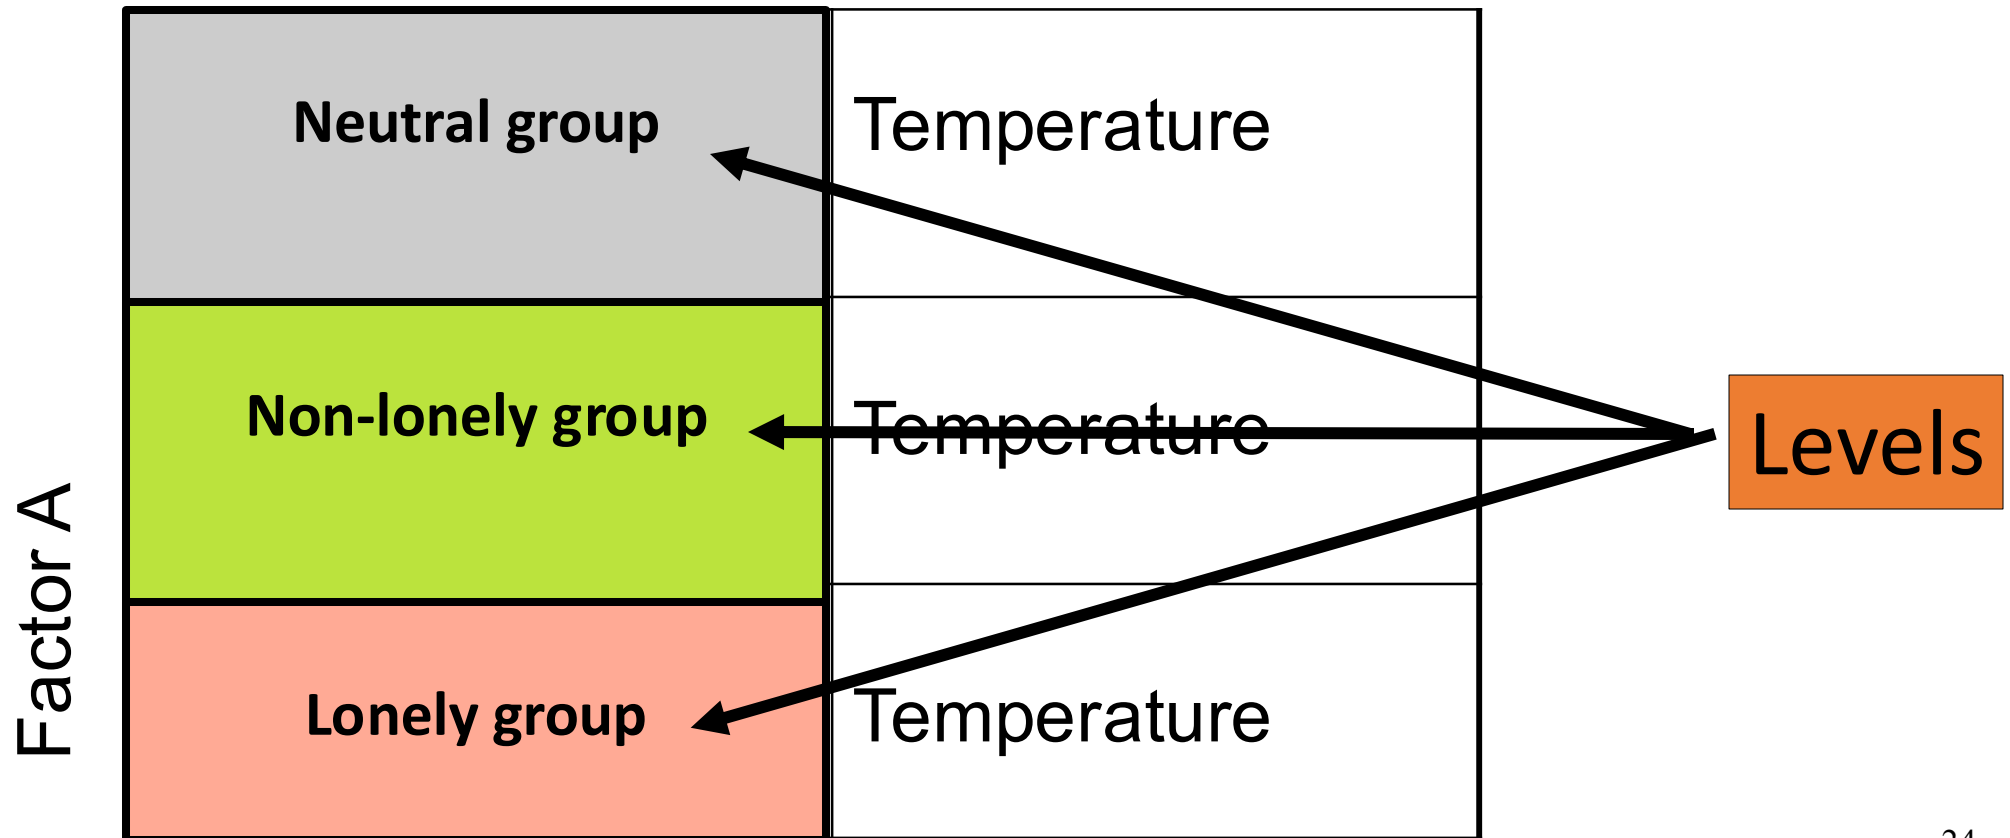 Neutral group
Temperature
Non-lonely group
Temperature
Levels
Factor A
Lonely group
Temperature